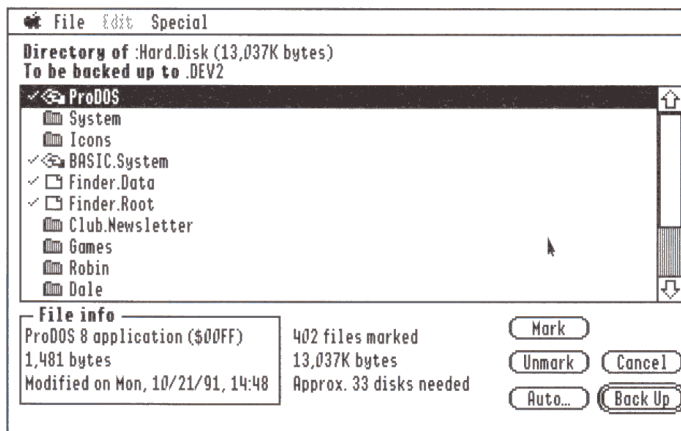 File Edit Special
Directory of :Hard.Disk (13,037K bytes)
To be backed up to .DEV2
ProDOS
System
Icons
BASIC.System
Finder.Data
Finder.Root
Club.Newsletter
Games
Robin
Dale
File info
ProDOS 8 application ($00FF)
1,481 bytes
Modified on Mon, 10/21/91, 14:48
402 files marked
13,037K bytes
Approx. 33 disks needed
Mark
Unmark
Cancel
Auto...
Back Up